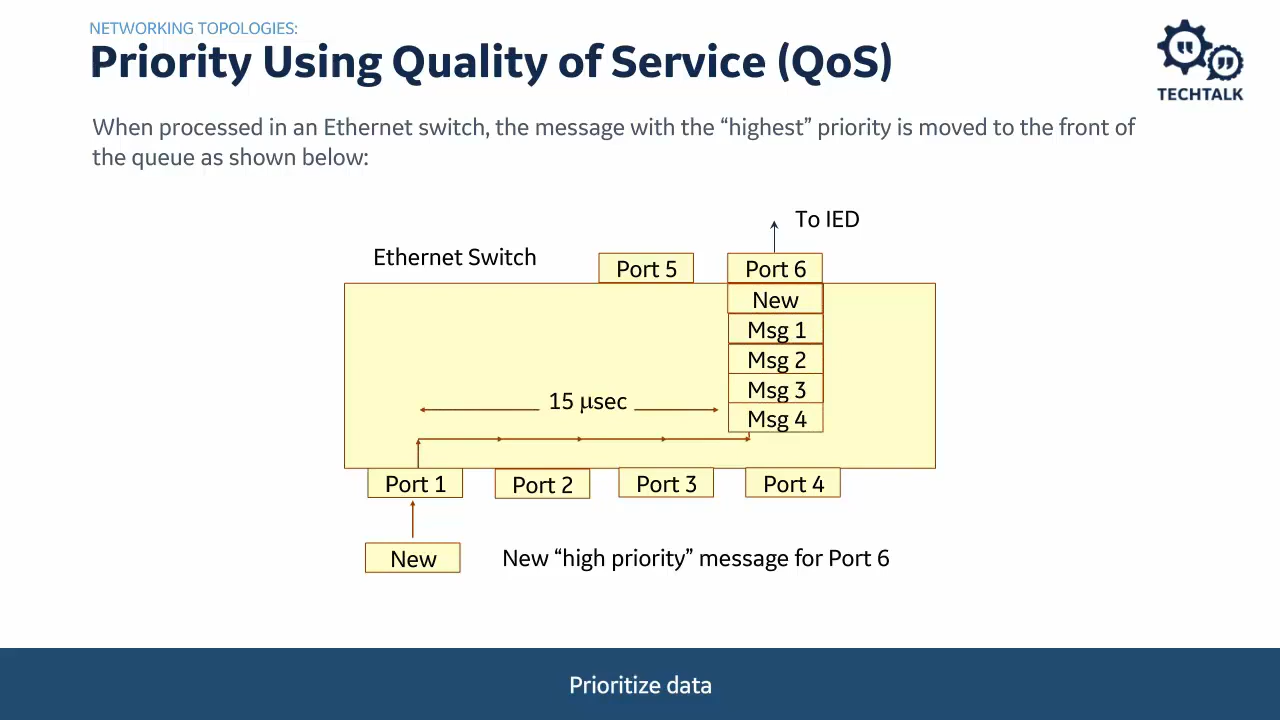 NETWORKING TOPOLOGIES:
Priority Using Quality of Service (QoS)
TECHTALK
When processed in an Ethernet switch, the message with the “highest” priority is moved to the front of
the queue as shown below:
To IED
Ethernet Switch
Port 5
Port 6
New
Msg 1
Msg 2
Msg 3
15 μsec
Msg 4
Port 1
Port 2
Port 3
Port 4
New
New “high priority” message for Port 6
Prioritize data